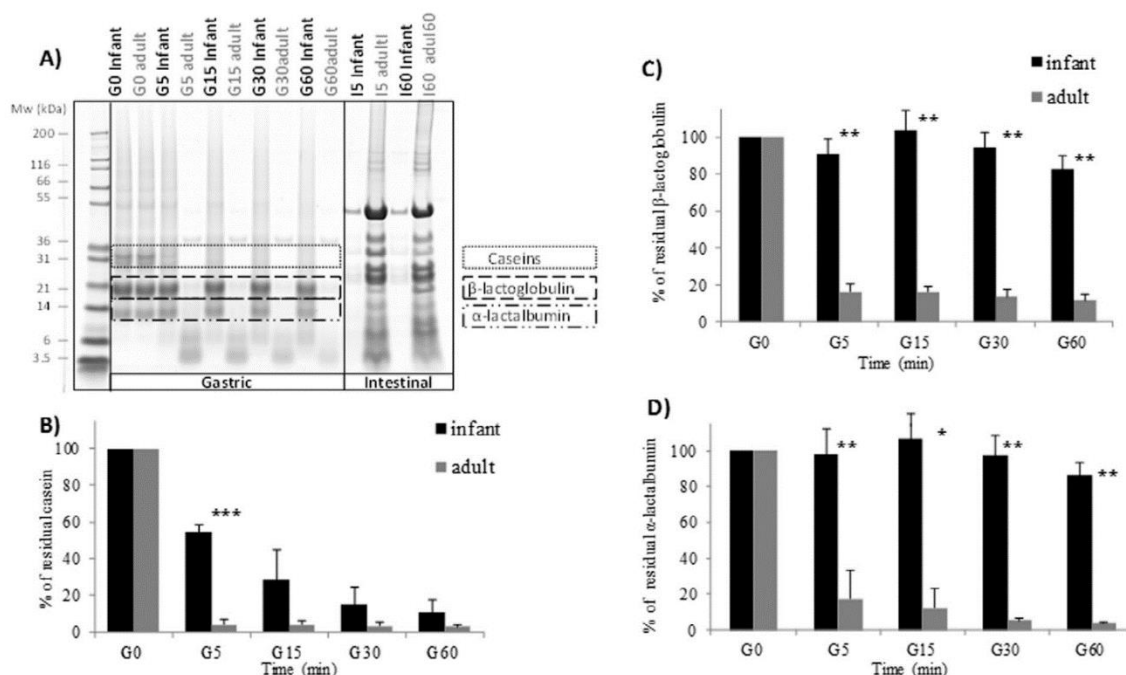 A)
G0 Infant
G0 adult
G5 Infant
G5 adult
G15 Infant
G15 adult
G30 Infant
G30adult
G60 Infant
G60adult
I5 Infant
I5 adultI
I60 Infant
I60 adul60
Mw (kDa)
200
116
66
55
36
31
21
14
6
3.5
Caseins
β-lactoglobulin
α-lactalbumin
Gastric
Intestinal
B)
infant
adult
% of residual casein
100
80
60
40
20
0
***
G0
G5
G15
G30
G60
Time (min)
C)
infant
adult
% of residual β-lactoglobulin
100
80
60
40
20
0
**
**
**
**
G0
G5
G15
G30
G60
Time (min)
D)
% of residual α-lactalbumin
100
80
60
40
20
0
**
*
**
**
G0
G5
G15
G30
G60
Time (min)